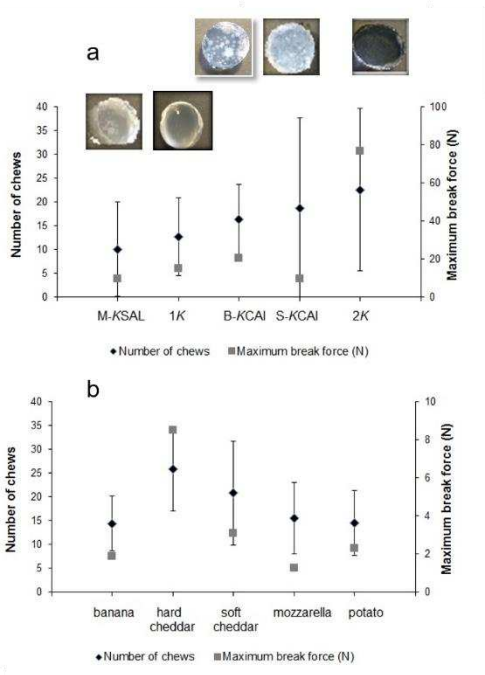 a
40
35
30
25
20
15
10
5
0
Number of chews
100
80
60
40
20
0
Maximum break force (N)
M-KSAL 1K B-KCAl S-KCAl 2K
Number of chews Maximum break force (N)
b
40
35
30
25
20
15
10
5
0
Number of chews
10
8
6
4
2
0
Maximum break force (N)
banana hard soft mozzarella potato
cheddar cheddar
Number of chews Maximum break force (N)